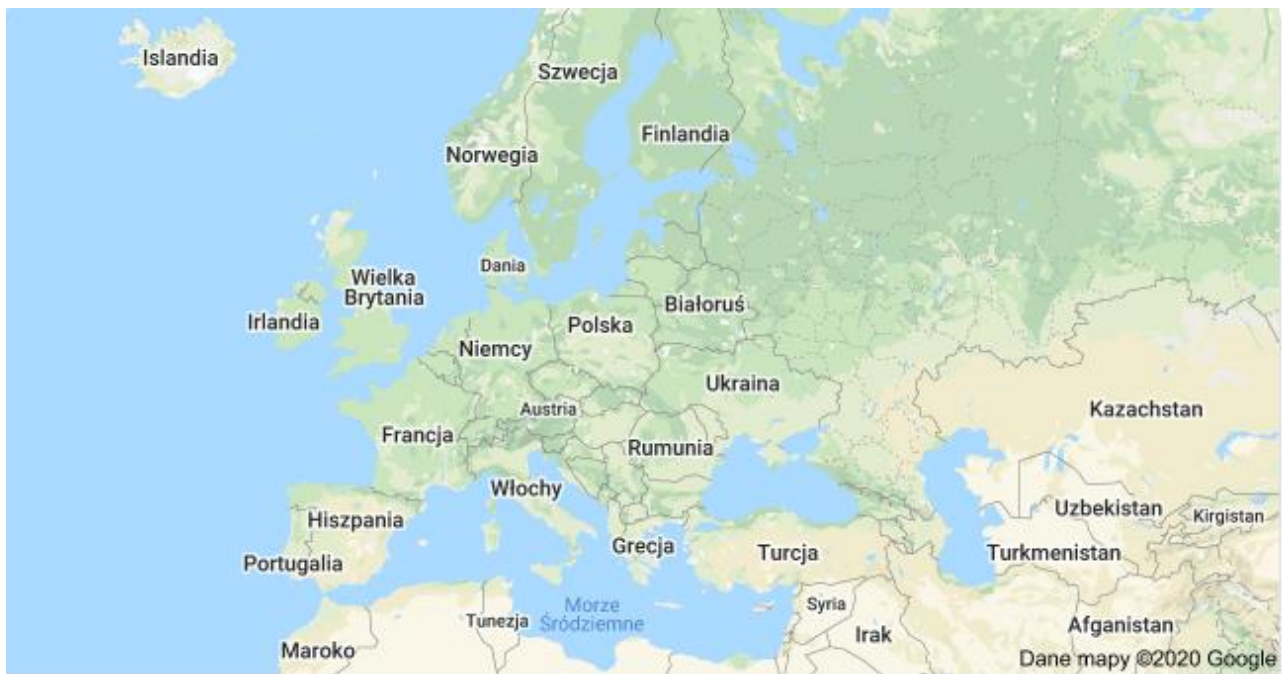 Islandia
Szwecja
Finlandia
Norwegia
Dania
Wielka
Brytania
Irlandia
Białoruś
Polska
Niemcy
Ukraina
Austria
Kazachstan
Francja
Rumunia
Włochy
Uzbekistan
Kirgistan
Hiszpania
Grecja
Turcja
Turkmenistan
Portugalia
Syria
Morze
Śródziemne
Tunezja
Afganistan
Irak
Maroko
Dane mapy ©2020 Google